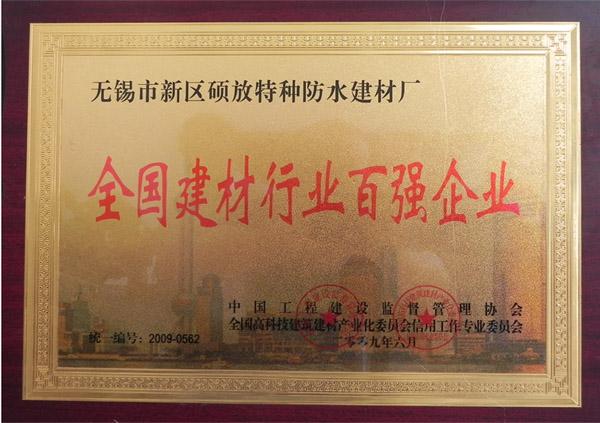 无锡市新区硕放特种防水建材厂
全国建材行业百强企业
中国工程建设监督管理协会
全国高科技建筑建材产业化委员会信用工作专业委员会
统一编号：2009-0562
二〇〇九年六月